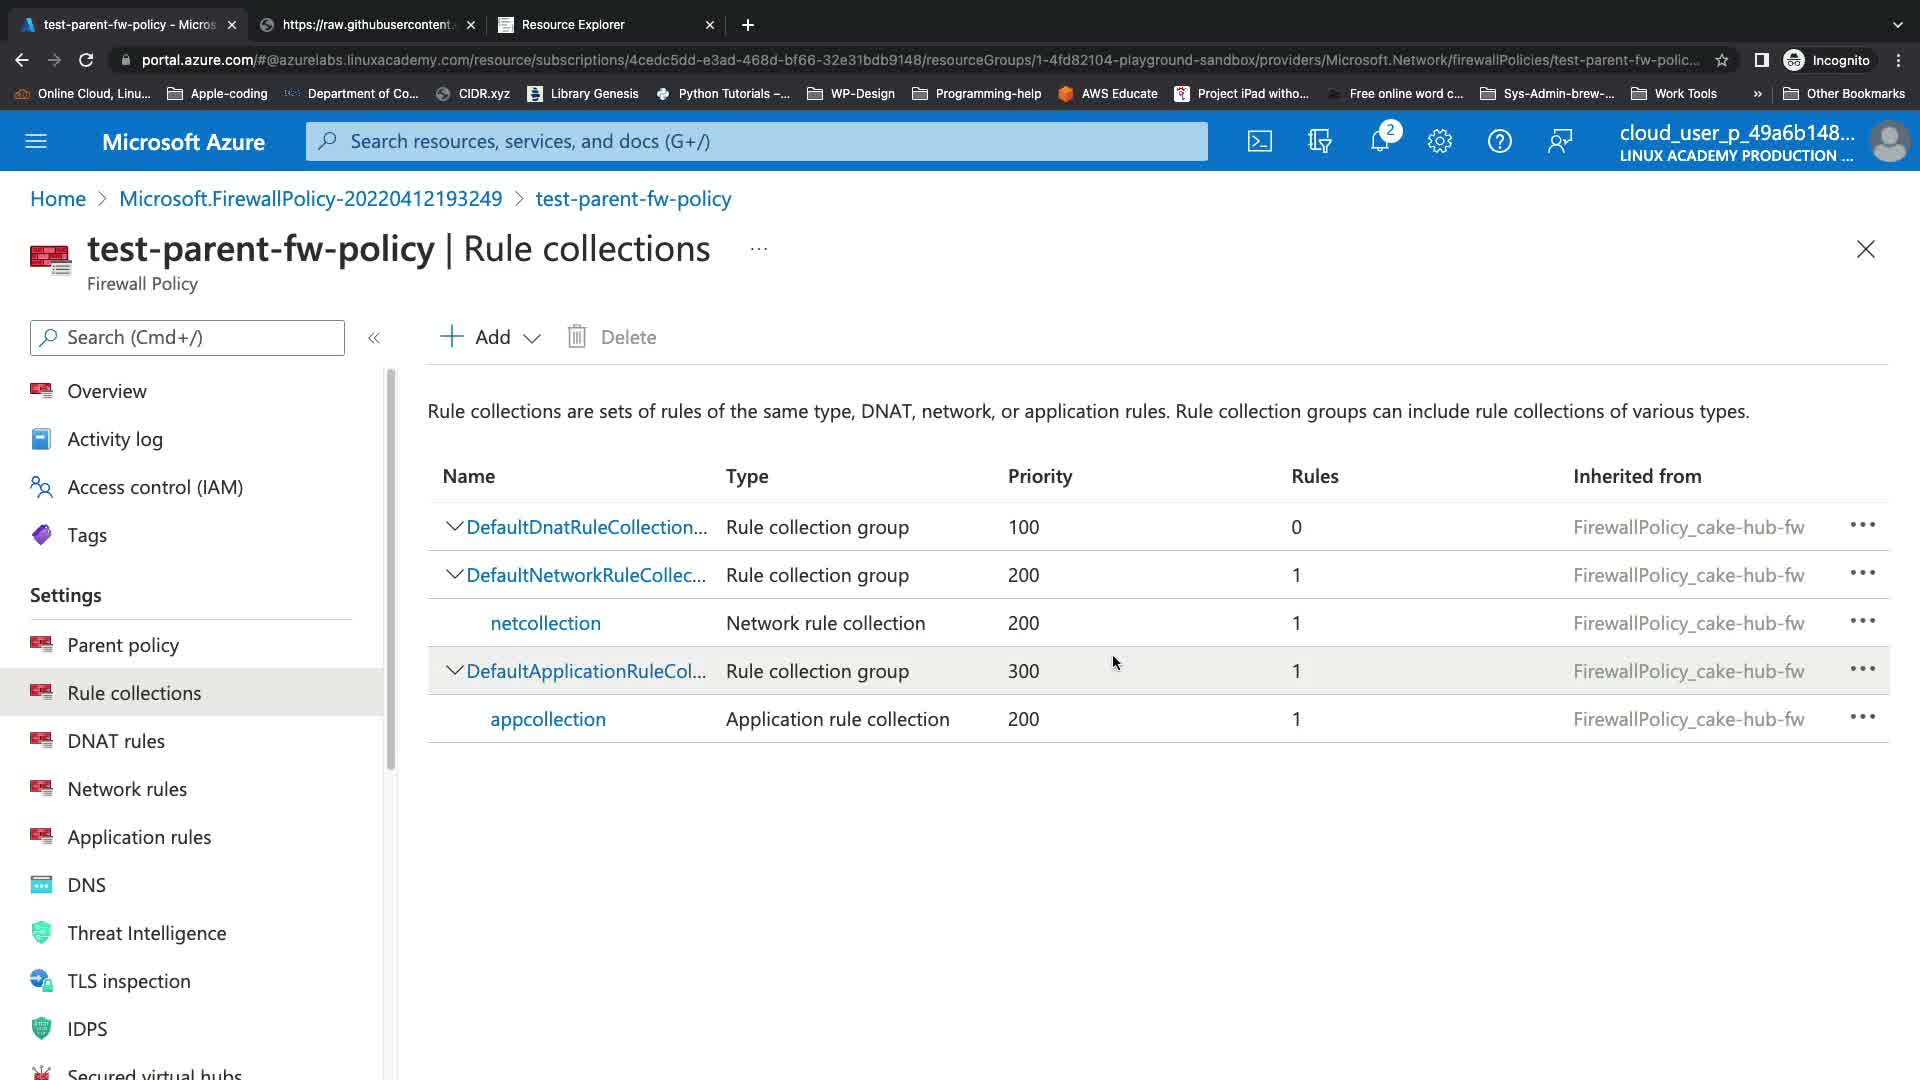 test-parent-fw-policy - Micros
https://raw.githubusercontent.
Resource Explorer
portal.azure.com/#@azurelabs.linuxacademy.com/resource/subscriptions/4cedc5dd-e3ad-468d-bf66-32e31bdb9148/resourceGroups/1-4fd82104-playground-sandbox/providers/Microsoft.Network/firewallPolicies/test-parent-fw-polic...
Incognito
Online Cloud, Linu...
Apple-coding
Department of Co...
CIDR.xyz
Library Genesis
Python Tutorials –...
WP-Design
Programming-help
AWS Educate
Project iPad witho...
Free online word c...
Sys-Admin-brew-...
Work Tools
»
Other Bookmarks
Microsoft Azure
Search resources, services, and docs (G+/)
2
cloud_user_p_49a6b148...
LINUX ACADEMY PRODUCTION ...
Home > Microsoft.FirewallPolicy-20220412193249 > test-parent-fw-policy
test-parent-fw-policy | Rule collections ...
Firewall Policy
Search (Cmd+/)
«
Overview
Activity log
Access control (IAM)
Tags
Settings
Parent policy
Rule collections
DNAT rules
Network rules
Application rules
DNS
Threat Intelligence
TLS inspection
IDPS
Secured virtual hubs
Add
Delete
Rule collections are sets of rules of the same type, DNAT, network, or application rules. Rule collection groups can include rule collections of various types.
Name Type Priority Rules Inherited from
DefaultDnatRuleCollection... Rule collection group 100 0 FirewallPolicy_cake-hub-fw
DefaultNetworkRuleCollec... Rule collection group 200 1 FirewallPolicy_cake-hub-fw
netcollection Network rule collection 200 1 FirewallPolicy_cake-hub-fw
DefaultApplicationRuleCol... Rule collection group 300 1 FirewallPolicy_cake-hub-fw
appcollection Application rule collection 200 1 FirewallPolicy_cake-hub-fw